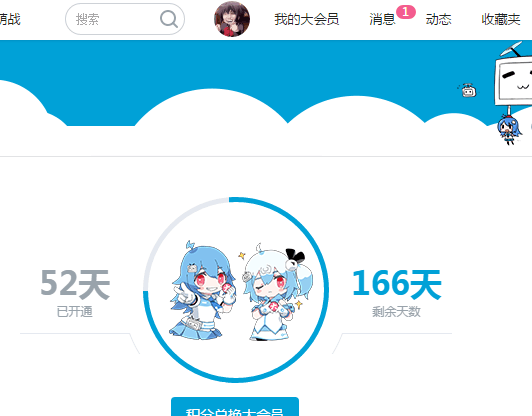 萌战
搜索
我的大会员
消息
1
动态
收藏夹
52天
已开通
166天
剩余天数
积分兑换大会员